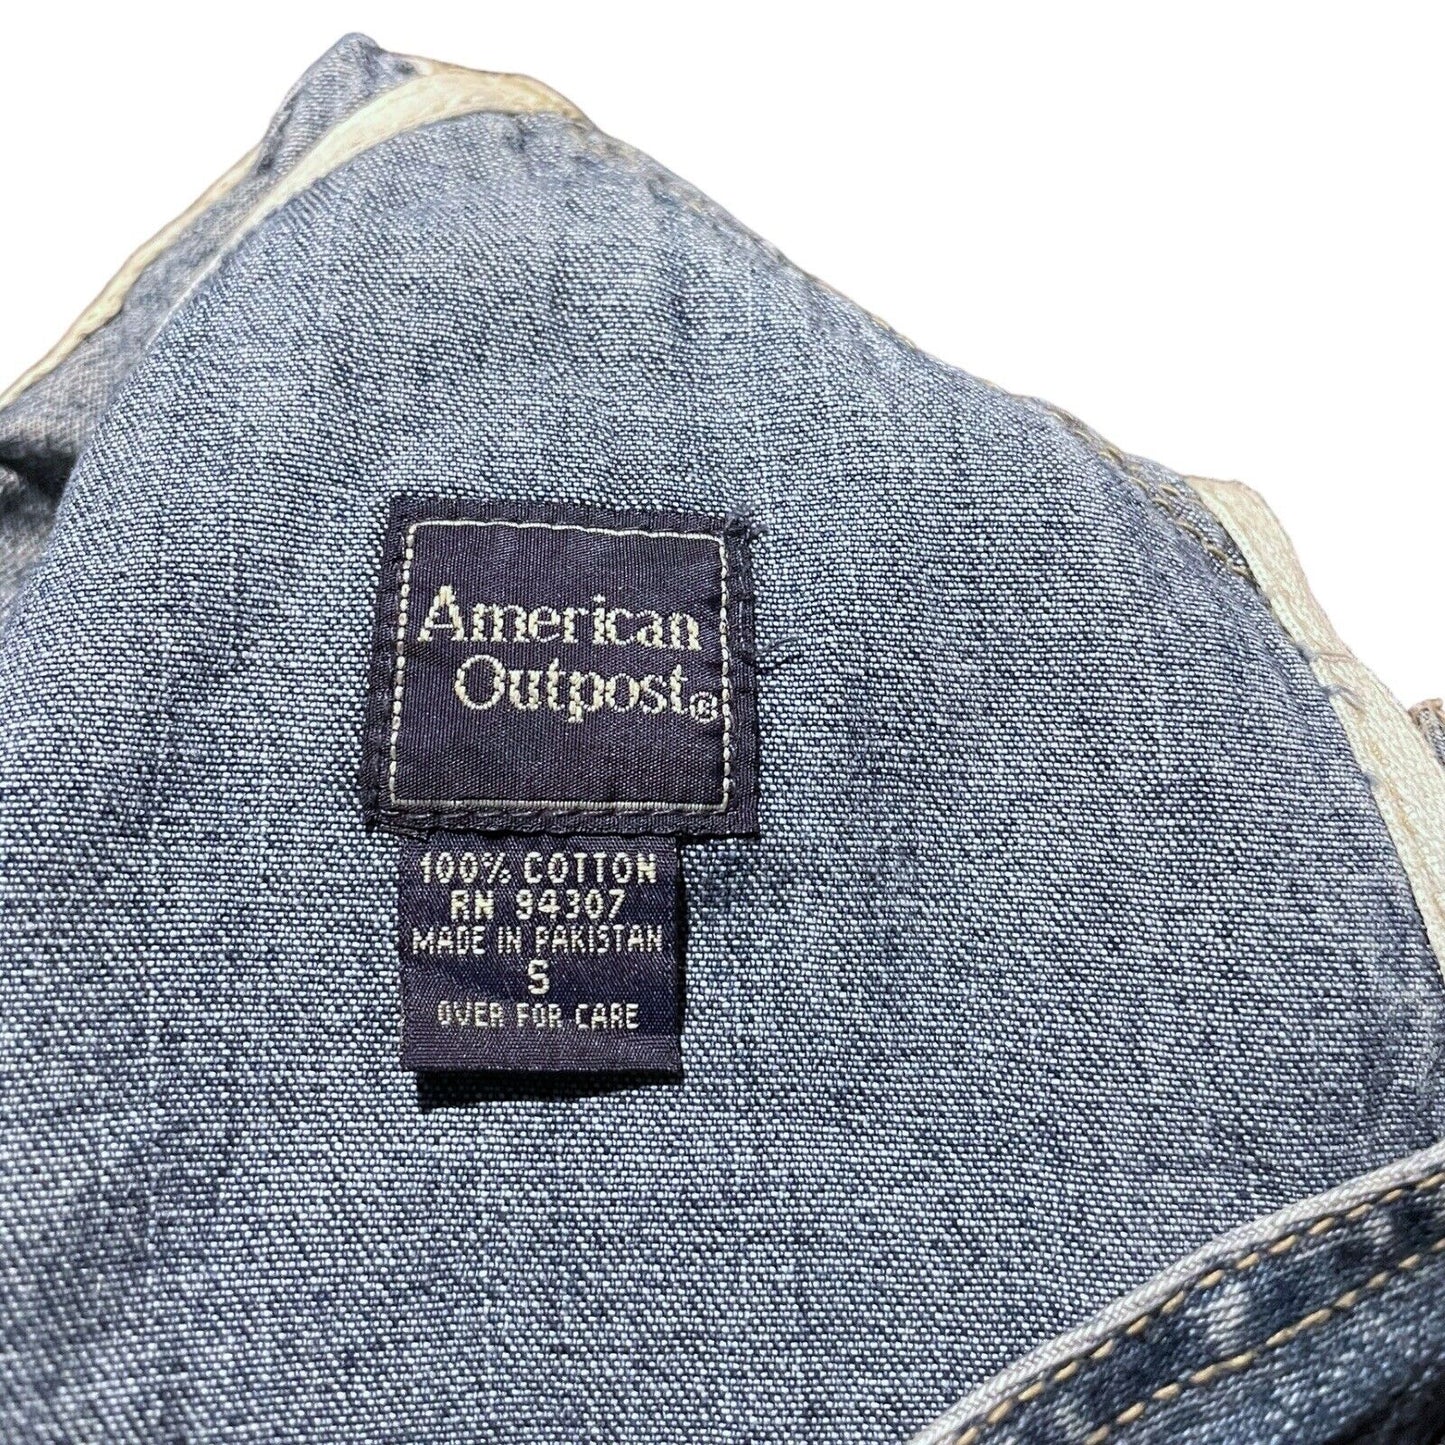 American
Outpost®
100% COTTON
RN 94307
MADE IN PAKISTAN
S
OVER FOR CARE